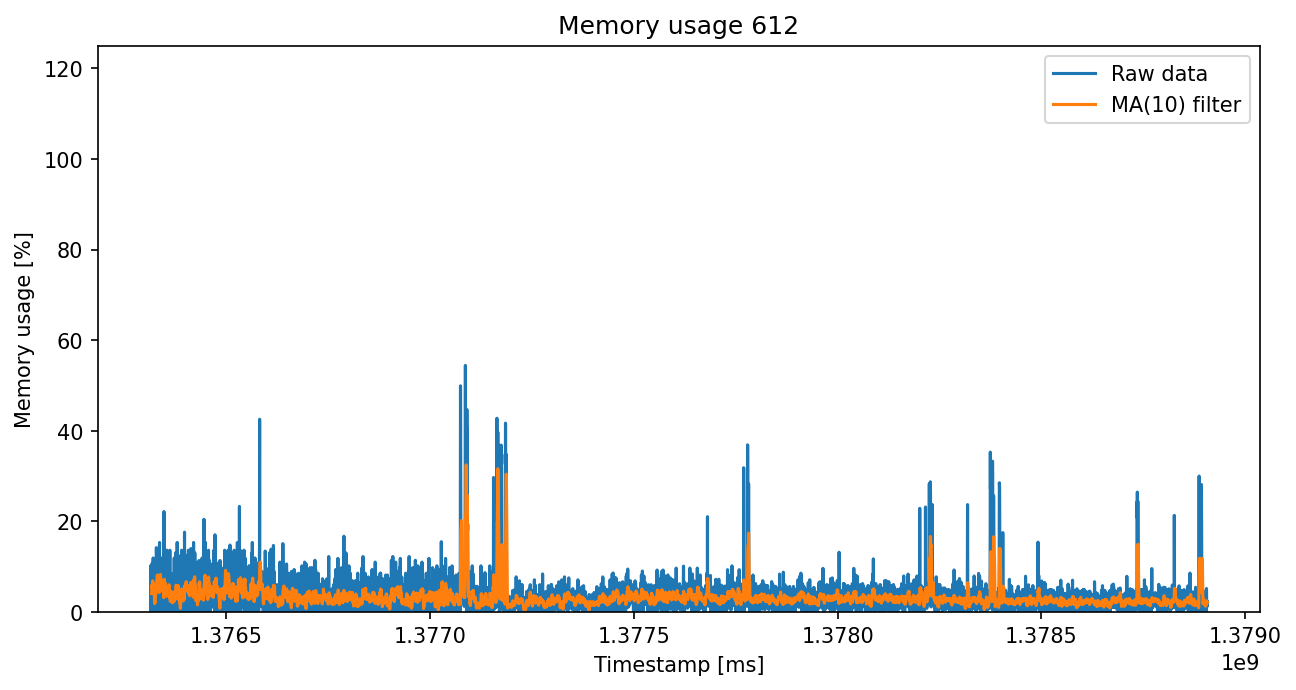 Memory usage 612
Raw data
MA(10) filter
Memory usage [%]
120
100
80
60
40
20
0
1.3765 1.3770 1.3775 1.3780 1.3785 1.3790
1e9
Timestamp [ms]